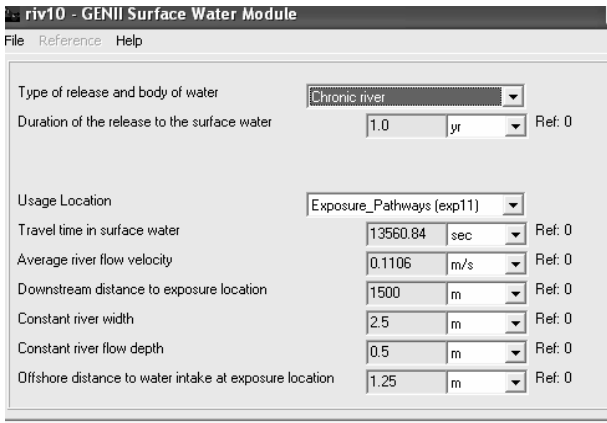 riv10 - GENII Surface Water Module
File Reference Help
Type of release and body of water Chronic river
Duration of the release to the surface water 1.0 yr Ref: 0
Usage Location Exposure_Pathways (exp11)
Travel time in surface water 13560.84 sec Ref: 0
Average river flow velocity 0.1106 m/s Ref: 0
Downstream distance to exposure location 1500 m Ref: 0
Constant river width 2.5 m Ref: 0
Constant river flow depth 0.5 m Ref: 0
Offshore distance to water intake at exposure location 1.25 m Ref: 0